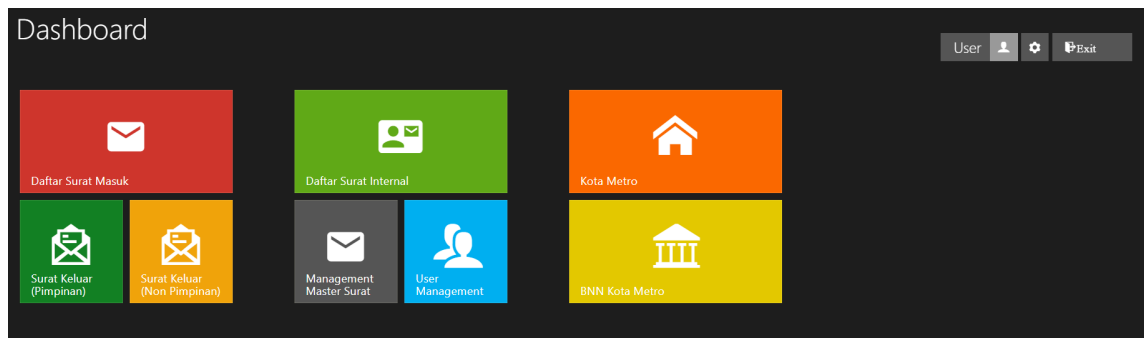 Dashboard
User
Exit
Daftar Surat Masuk
Daftar Surat Internal
Kota Metro
Surat Keluar
(Pimpinan)
Surat Keluar
(Non Pimpinan)
Management
Master Surat
User
Management
BNN Kota Metro